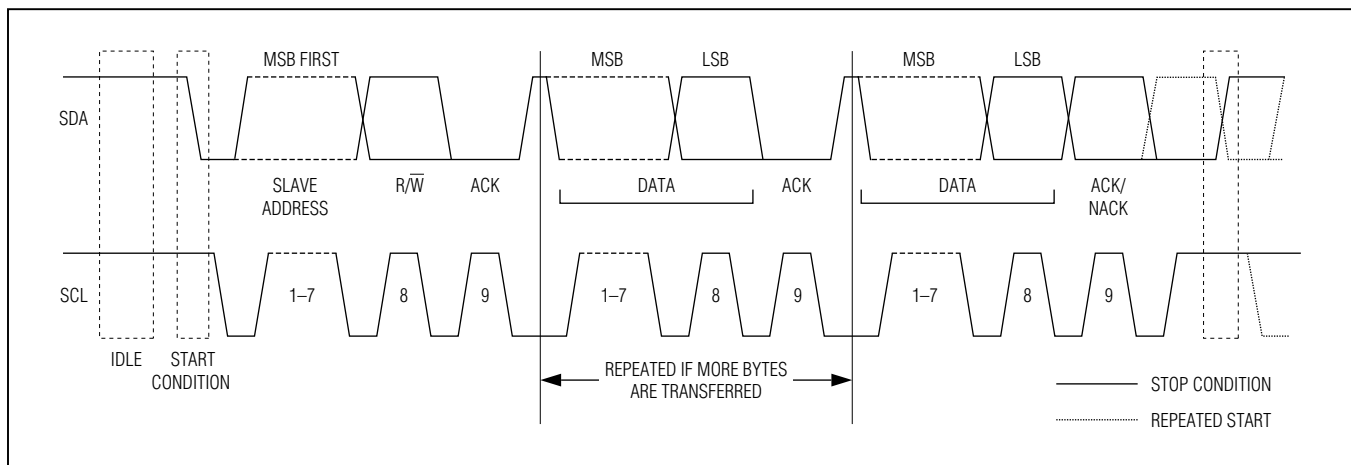 MSB FIRST
MSB
LSB
MSB
LSB
SDA
SLAVE
ADDRESS
R/W̅
ACK
DATA
ACK
DATA
ACK/
NACK
SCL
1–7
8
9
1–7
8
9
1–7
8
9
IDLE
START
CONDITION
REPEATED IF MORE BYTES
ARE TRANSFERRED
STOP CONDITION
REPEATED START